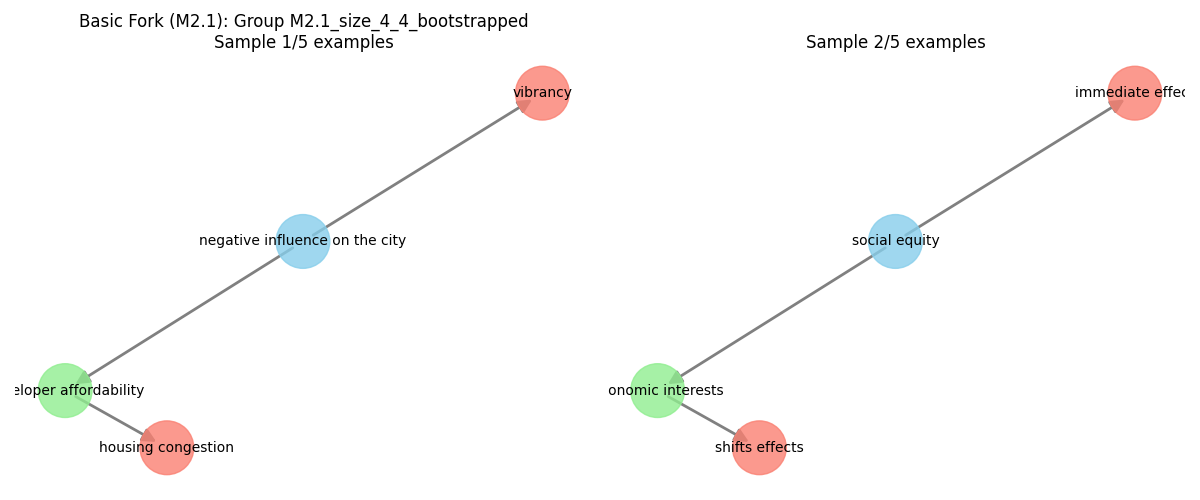 Basic Fork (M2.1): Group M2.1_size_4_4_bootstrapped
Sample 1/5 examples
Sample 2/5 examples
vibrancy
immediate effec
negative influence on the city
social equity
eloper affordability
onomic interests
housing congestion
shifts effects